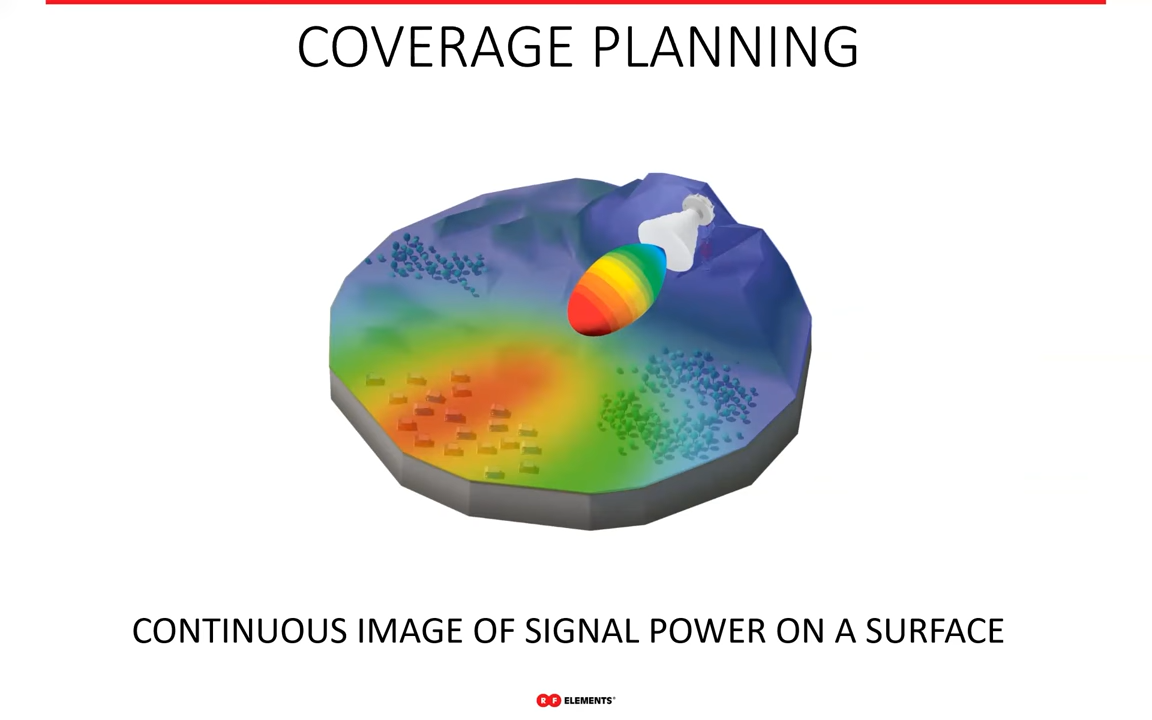 COVERAGE PLANNING
CONTINUOUS IMAGE OF SIGNAL POWER ON A SURFACE
RF ELEMENTS®